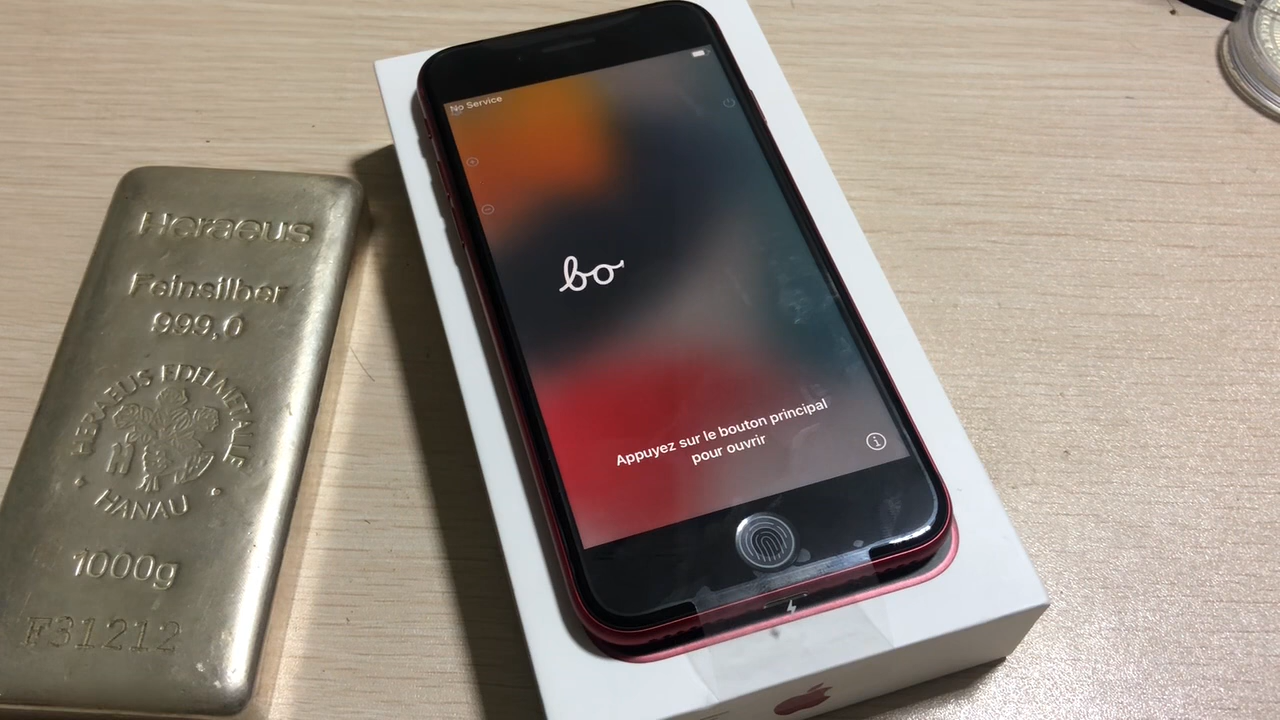 Heraeus
Feinsilber
999,0
HERAEUS EDELMETALLE
HANAU
H
1000g
F31212
No Service
bo
Appuyez sur le bouton principal
pour ouvrir